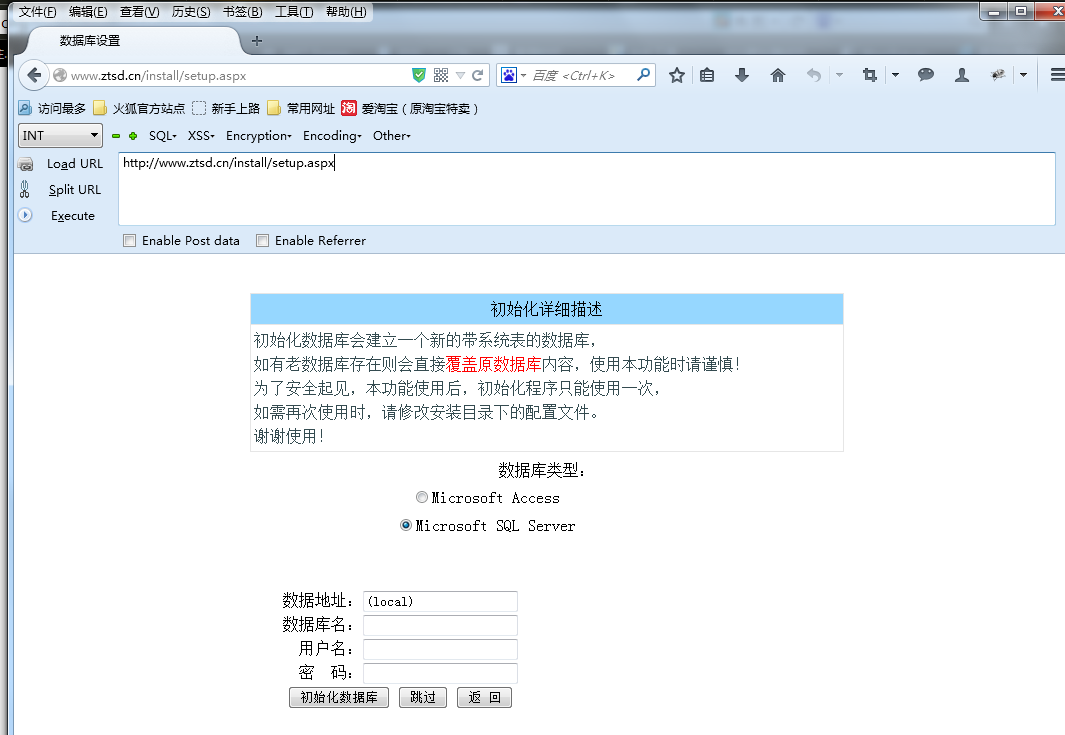 文件(F) 编辑(E) 查看(V) 历史(S) 书签(B) 工具(T) 帮助(H)
数据库设置
www.ztsd.cn/install/setup.aspx 百度 <Ctrl+K>
访问最多 火狐官方站点 新手上路 常用网址 淘 爱淘宝（原淘宝特卖）
INT SQL XSS Encryption Encoding Other
Load URL http://www.ztsd.cn/install/setup.aspx
Split URL
Execute
Enable Post data Enable Referrer
初始化详细描述
初始化数据库会建立一个新的带系统表的数据库，
如有老数据库存在则会直接覆盖原数据库内容，使用本功能时请谨慎！
为了安全起见，本功能使用后，初始化程序只能使用一次，
如需再次使用时，请修改安装目录下的配置文件。
谢谢使用！
数据库类型：
Microsoft Access
Microsoft SQL Server
数据地址： (local)
数据库名：
用户名：
密 码：
初始化数据库 跳过 返 回